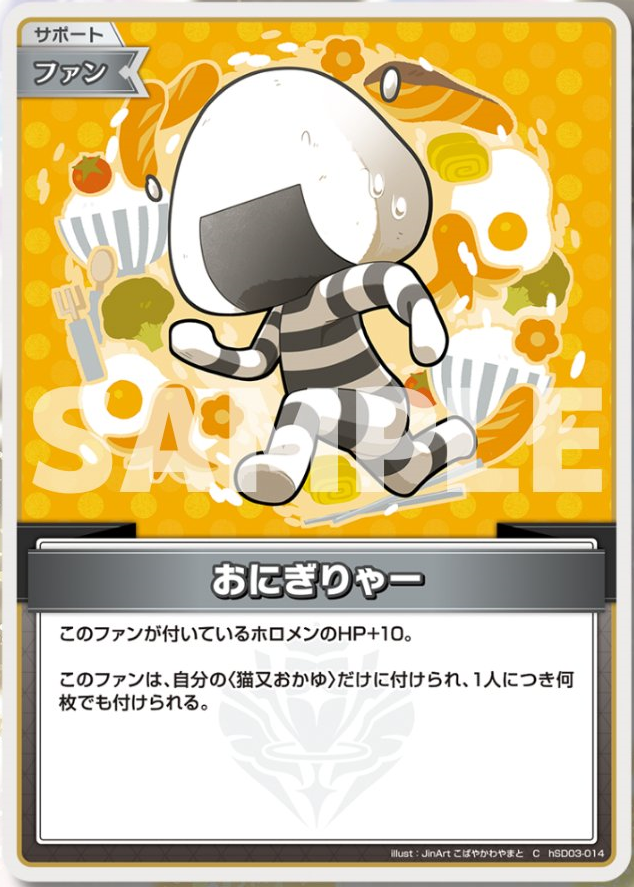 サポート
ファン
SAMPLE
おにぎりゃー
このファンが付いているホロメンのHP+10。
このファンは、自分の〈猫又おかゆ〉だけに付けられ、1人につき何
枚でも付けられる。
illust：JinArt こばやかわやまと C hSD03-014